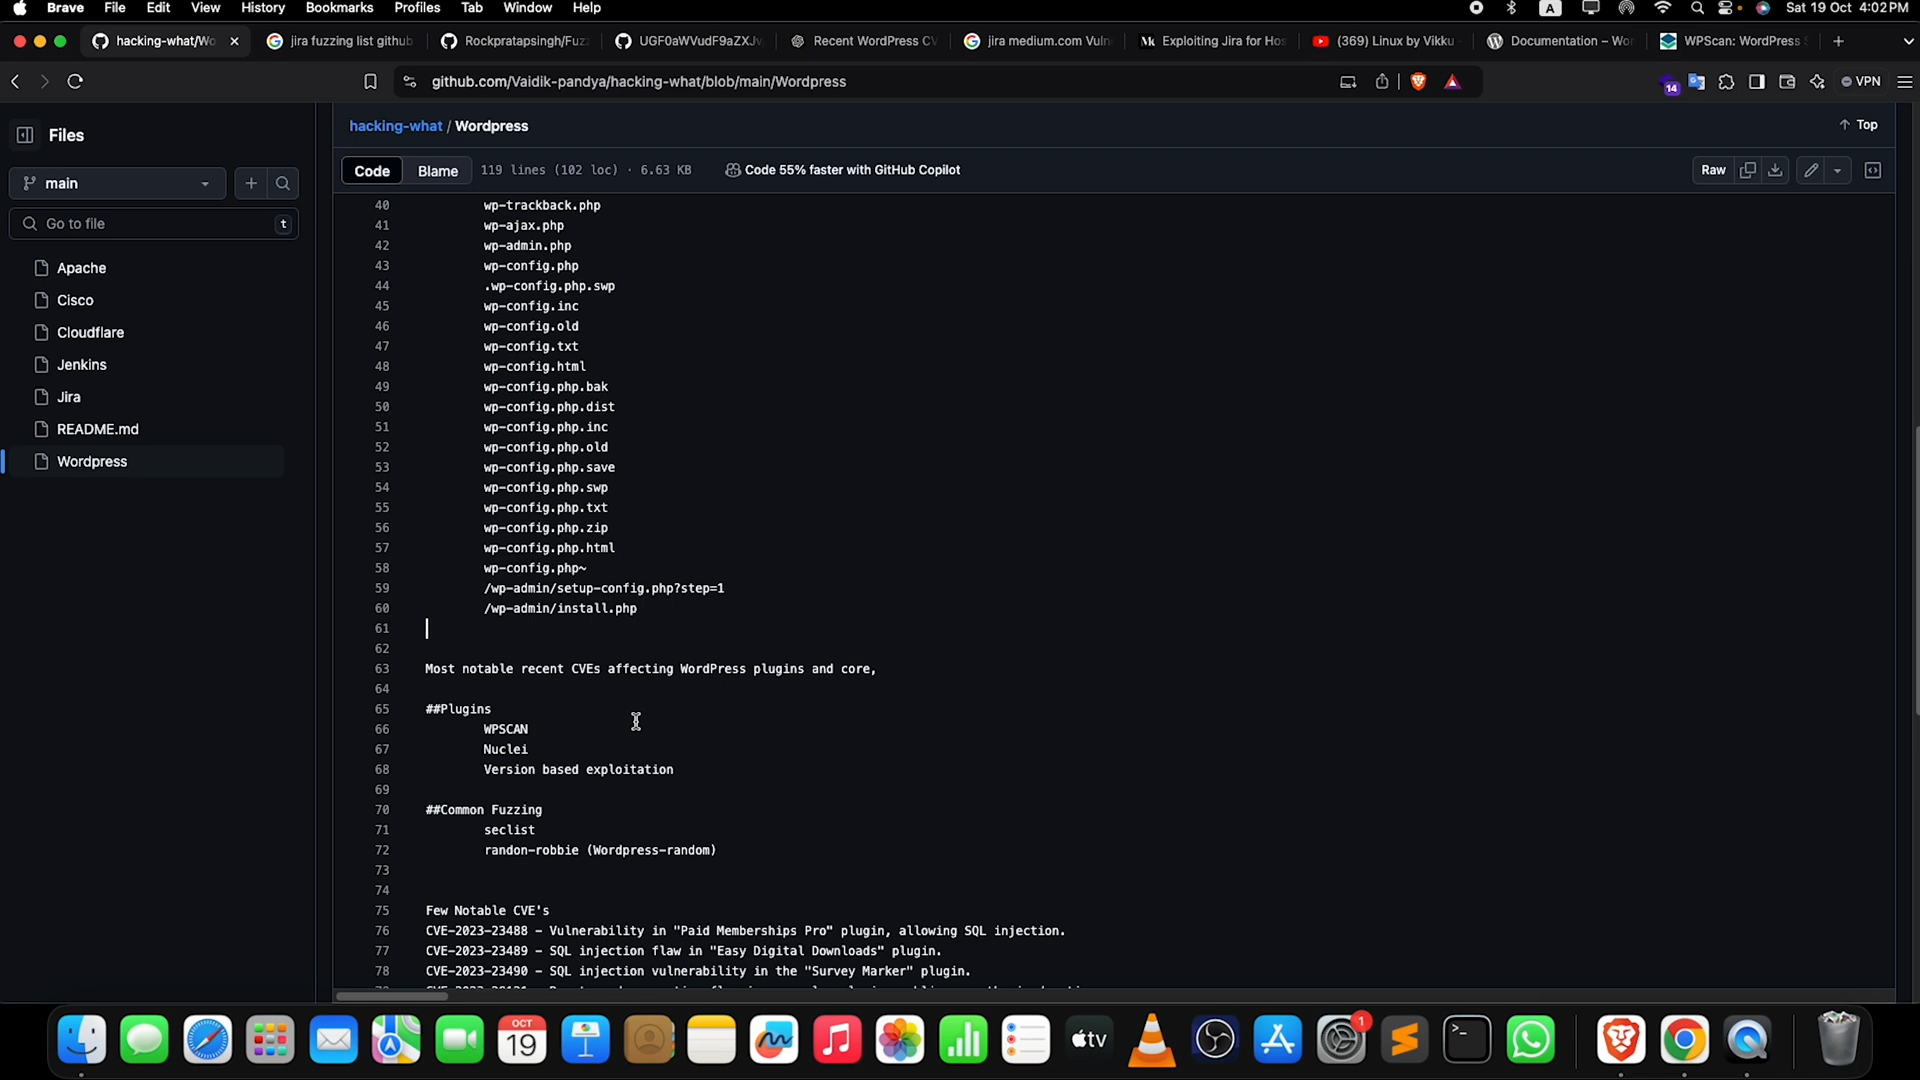 Brave File Edit View History Bookmarks Profiles Tab Window Help
A
Sat 19 Oct 4:02 PM
hacking-what/Wo
jira fuzzing list github
Rockpratapsingh/Fuz
UGF0aWVudF9aZXJv
Recent WordPress CV
jira medium.com Vuln
Mk Exploiting Jira for Hos
(369) Linux by Vikku
Documentation – Wor
WPScan: WordPress S
github.com/Vaidik-pandya/hacking-what/blob/main/Wordpress
14
VPN
Files
main
Go to file
t
Apache
Cisco
Cloudflare
Jenkins
Jira
README.md
Wordpress
hacking-what / Wordpress
Top
Code Blame 119 lines (102 loc) · 6.63 KB Code 55% faster with GitHub Copilot
Raw
40 wp-trackback.php
41 wp-ajax.php
42 wp-admin.php
43 wp-config.php
44 .wp-config.php.swp
45 wp-config.inc
46 wp-config.old
47 wp-config.txt
48 wp-config.html
49 wp-config.php.bak
50 wp-config.php.dist
51 wp-config.php.inc
52 wp-config.php.old
53 wp-config.php.save
54 wp-config.php.swp
55 wp-config.php.txt
56 wp-config.php.zip
57 wp-config.php.html
58 wp-config.php~
59 /wp-admin/setup-config.php?step=1
60 /wp-admin/install.php
61
62
63 Most notable recent CVEs affecting WordPress plugins and core,
64
65 ##Plugins
66 WPSCAN
67 Nuclei
68 Version based exploitation
69
70 ##Common Fuzzing
71 seclist
72 randon-robbie (Wordpress-random)
73
74
75 Few Notable CVE's
76 CVE-2023-23488 – Vulnerability in "Paid Memberships Pro" plugin, allowing SQL injection.
77 CVE-2023-23489 – SQL injection flaw in "Easy Digital Downloads" plugin.
78 CVE-2023-23490 – SQL injection vulnerability in the "Survey Marker" plugin.
OCT
19
tv
1